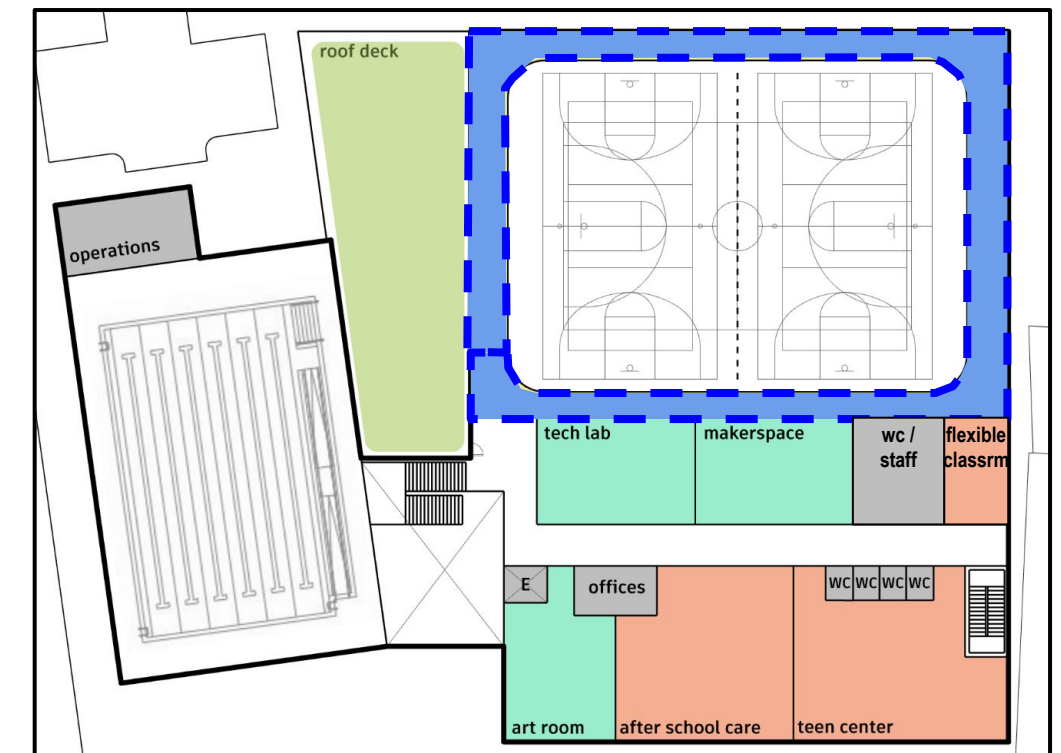 roof deck
operations
tech lab
makerspace
wc /
staff
flexible
classrm
E
offices
WC WC WC WC
art room
after school care
teen center